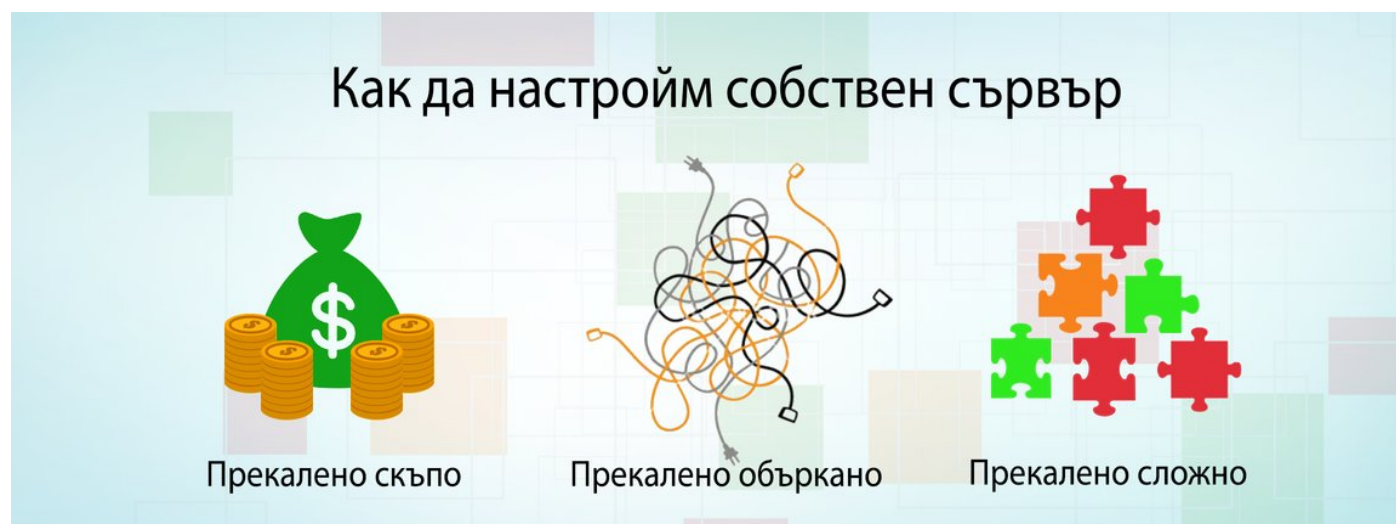 Как да настройм собствен сървър
$
Прекалено скъпо
Прекалено объркано
Прекалено сложно